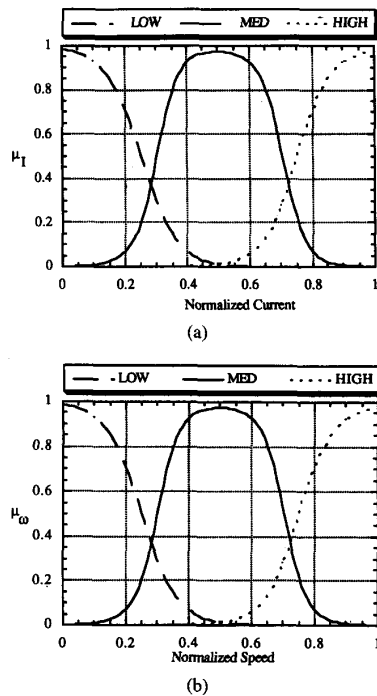 LOW MED HIGH
1
0.8
0.6
μI
0.4
0.2
0
0 0.2 0.4 0.6 0.8 1
Normalized Current
(a)
LOW MED HIGH
1
0.8
0.6
μω
0.4
0.2
0
0 0.2 0.4 0.6 0.8 1
Normalized Speed
(b)